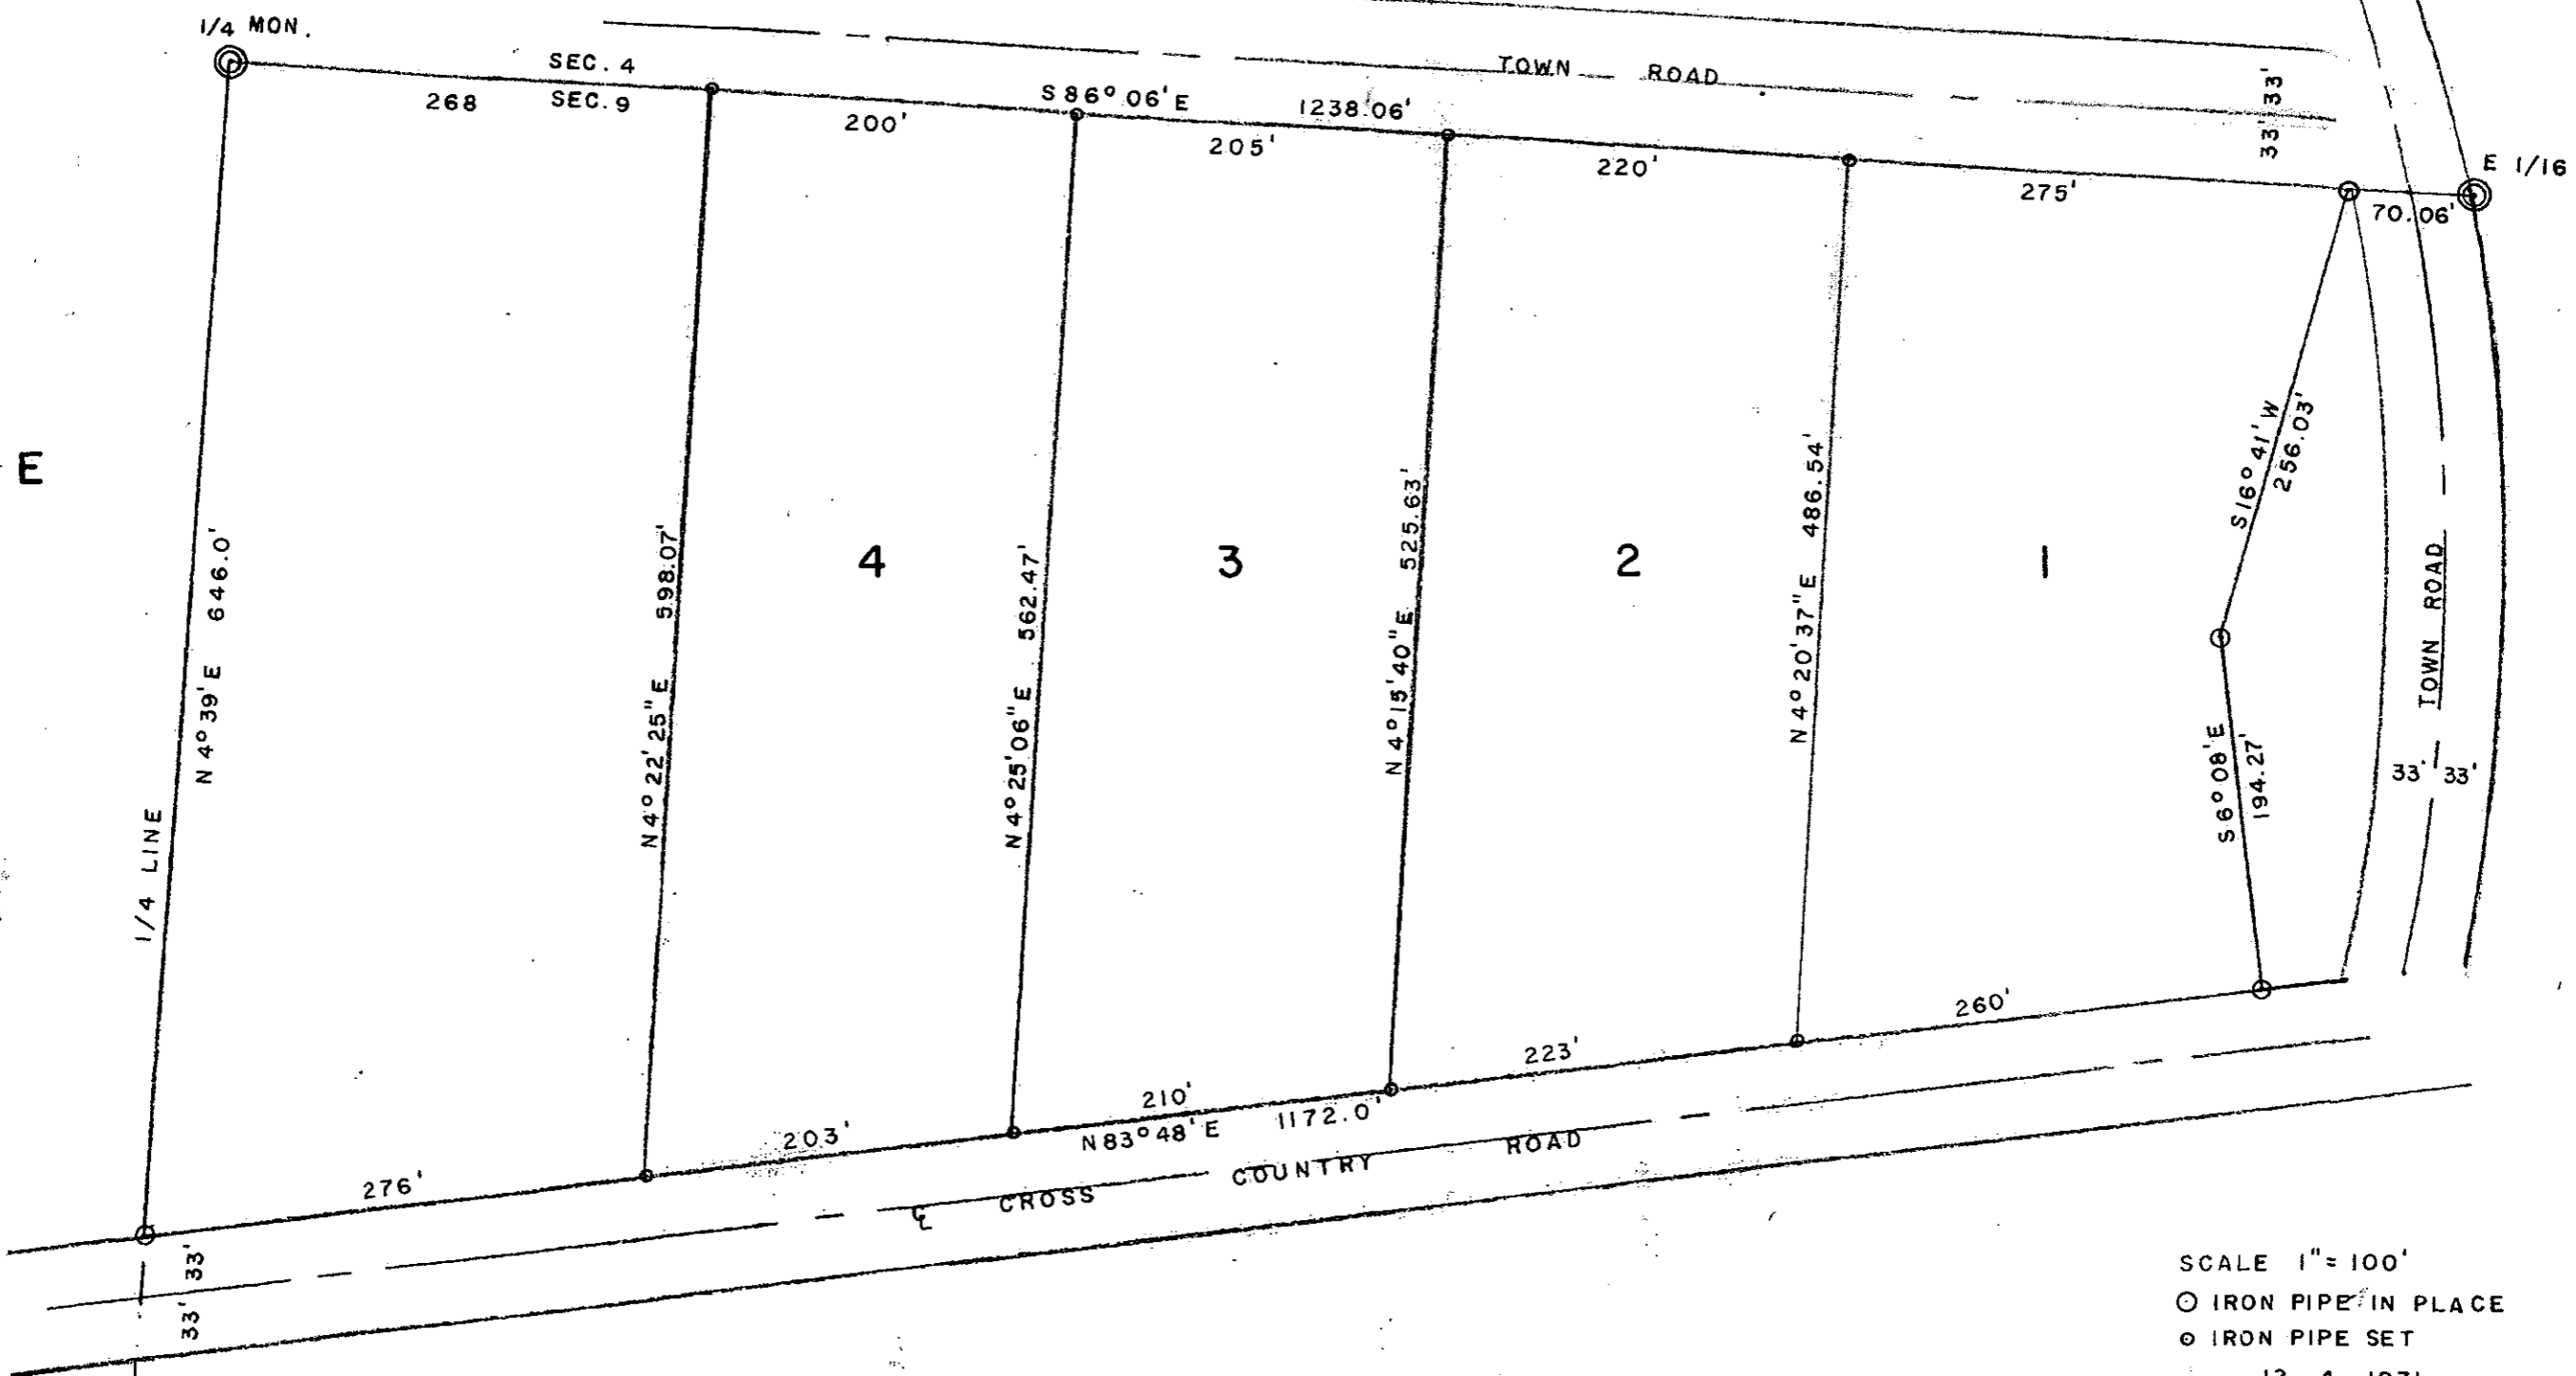 1/4 MON.
SEC. 4
268 SEC. 9
200'
S 86° 06' E 1238.06'
205'
TOWN ROAD
220'
275'
33' 33'
E 1/16
70.06'
E
1/4 LINE
N 4° 39' E 646.0'
N 4° 22' 25" E 598.07'
4
N 4° 25' 06" E 562.47'
3
N 4° 15' 40" E 525.63'
2
N 4° 20' 37" E 486.54'
1
S 16° 41' W
256.03'
S 6° 08' E
194.27'
TOWN ROAD
33' 33'
276'
203'
210'
N 83° 48' E 1172.0'
223'
260'
℄ CROSS COUNTRY ROAD
33' 33'
SCALE 1" = 100'
⊙ IRON PIPE IN PLACE
⊙ IRON PIPE SET